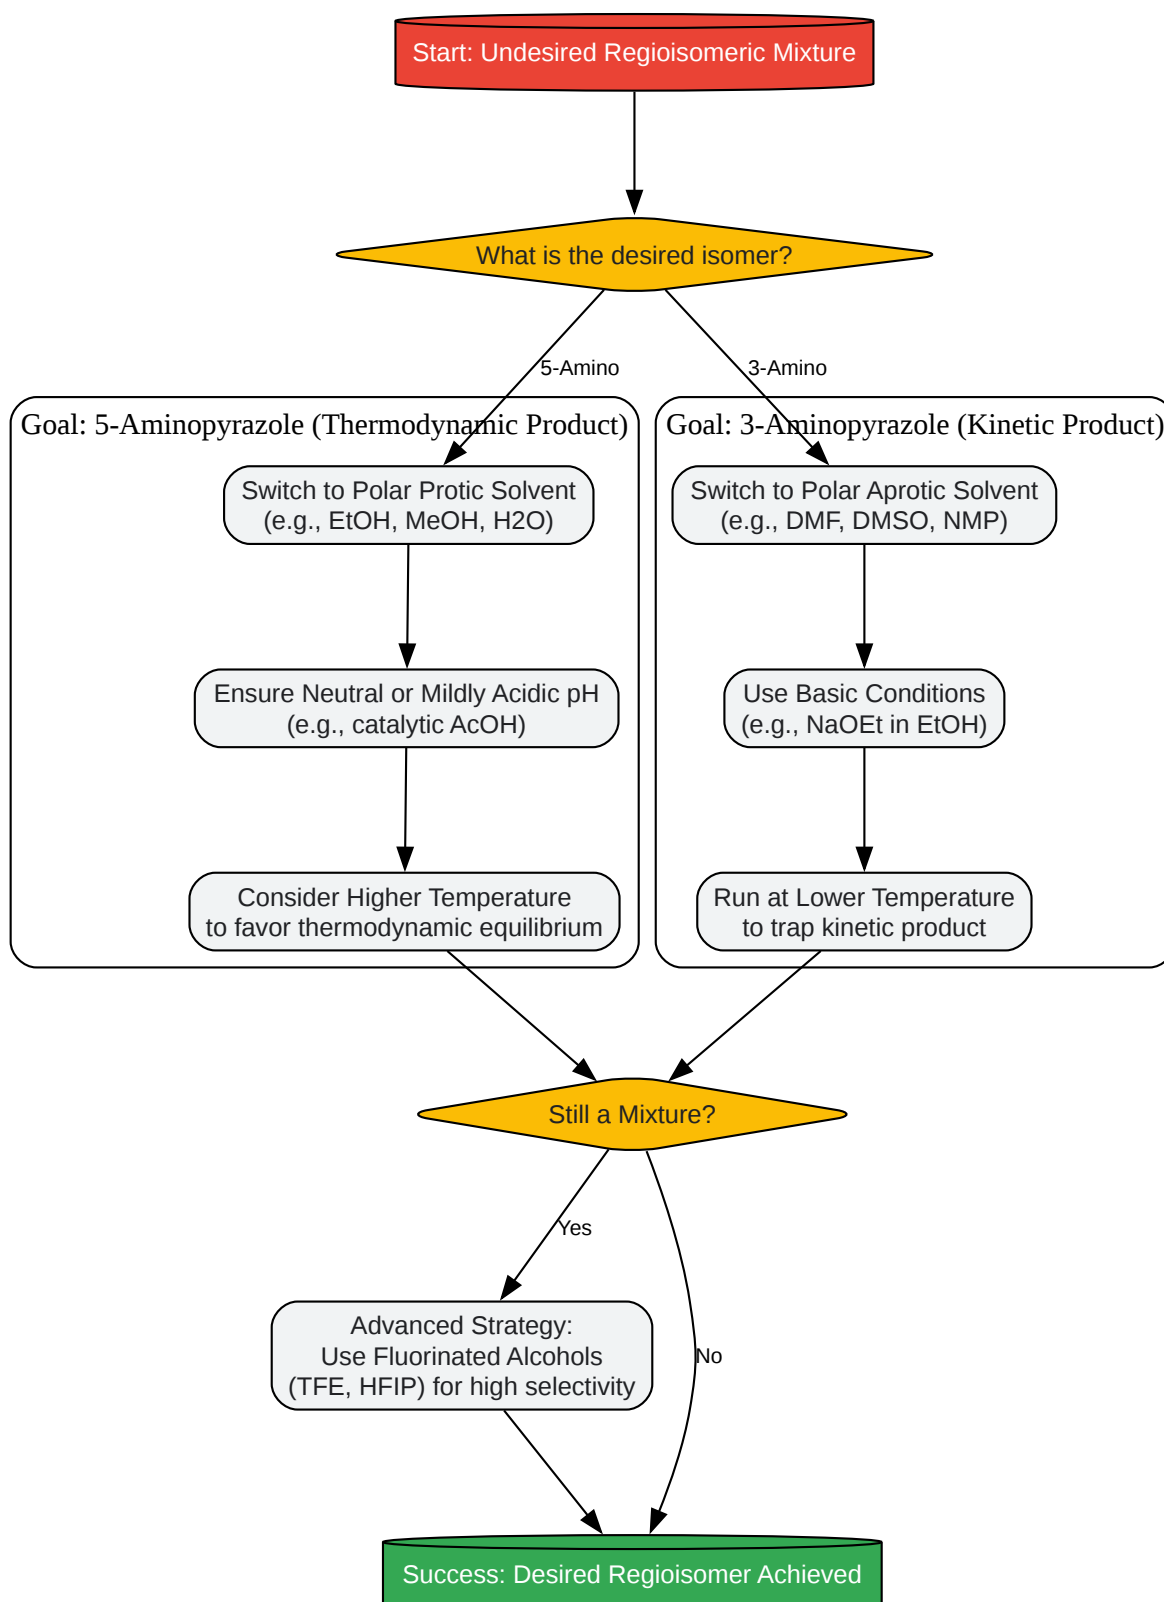 Start: Undesired Regioisomeric Mixture
What is the desired isomer?
5-Amino
3-Amino
Goal: 5-Aminopyrazole (Thermodynamic Product)
Switch to Polar Protic Solvent
(e.g., EtOH, MeOH, H2O)
Ensure Neutral or Mildly Acidic pH
(e.g., catalytic AcOH)
Consider Higher Temperature
to favor thermodynamic equilibrium
Goal: 3-Aminopyrazole (Kinetic Product)
Switch to Polar Aprotic Solvent
(e.g., DMF, DMSO, NMP)
Use Basic Conditions
(e.g., NaOEt in EtOH)
Run at Lower Temperature
to trap kinetic product
Still a Mixture?
Yes
No
Advanced Strategy:
Use Fluorinated Alcohols
(TFE, HFIP) for high selectivity
Success: Desired Regioisomer Achieved